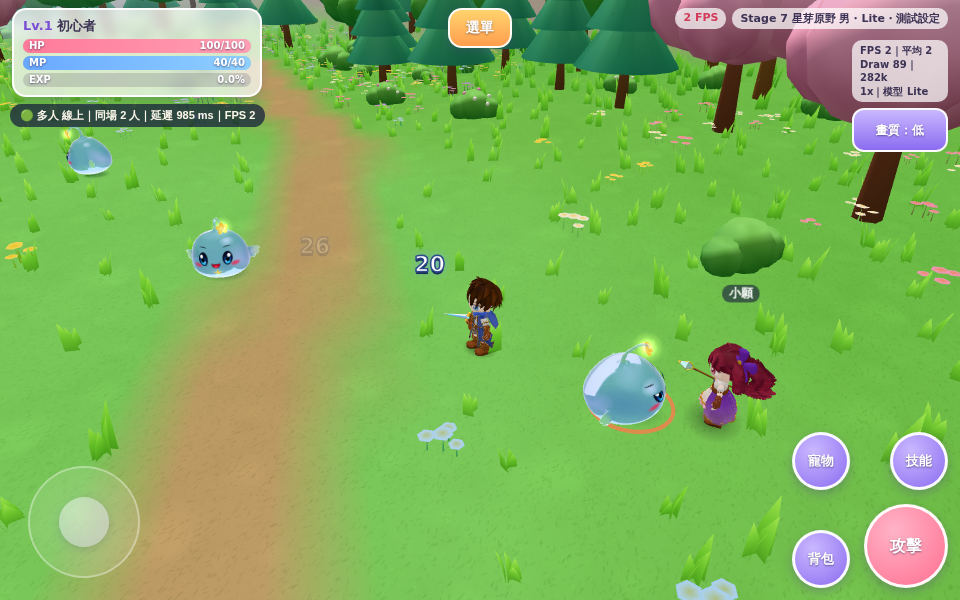 Lv.1 初心者
HP 100/100
MP 40/40
EXP 0.0%
🟢 多人 線上｜同場 2 人｜延遲 985 ms｜FPS 2
選單
2 FPS
Stage 7 星芽原野 男・Lite・測試設定
FPS 2｜平均 2
Draw 89｜
282k
1x｜模型 Lite
畫質：低
26
20
小願
寵物
技能
背包
攻擊